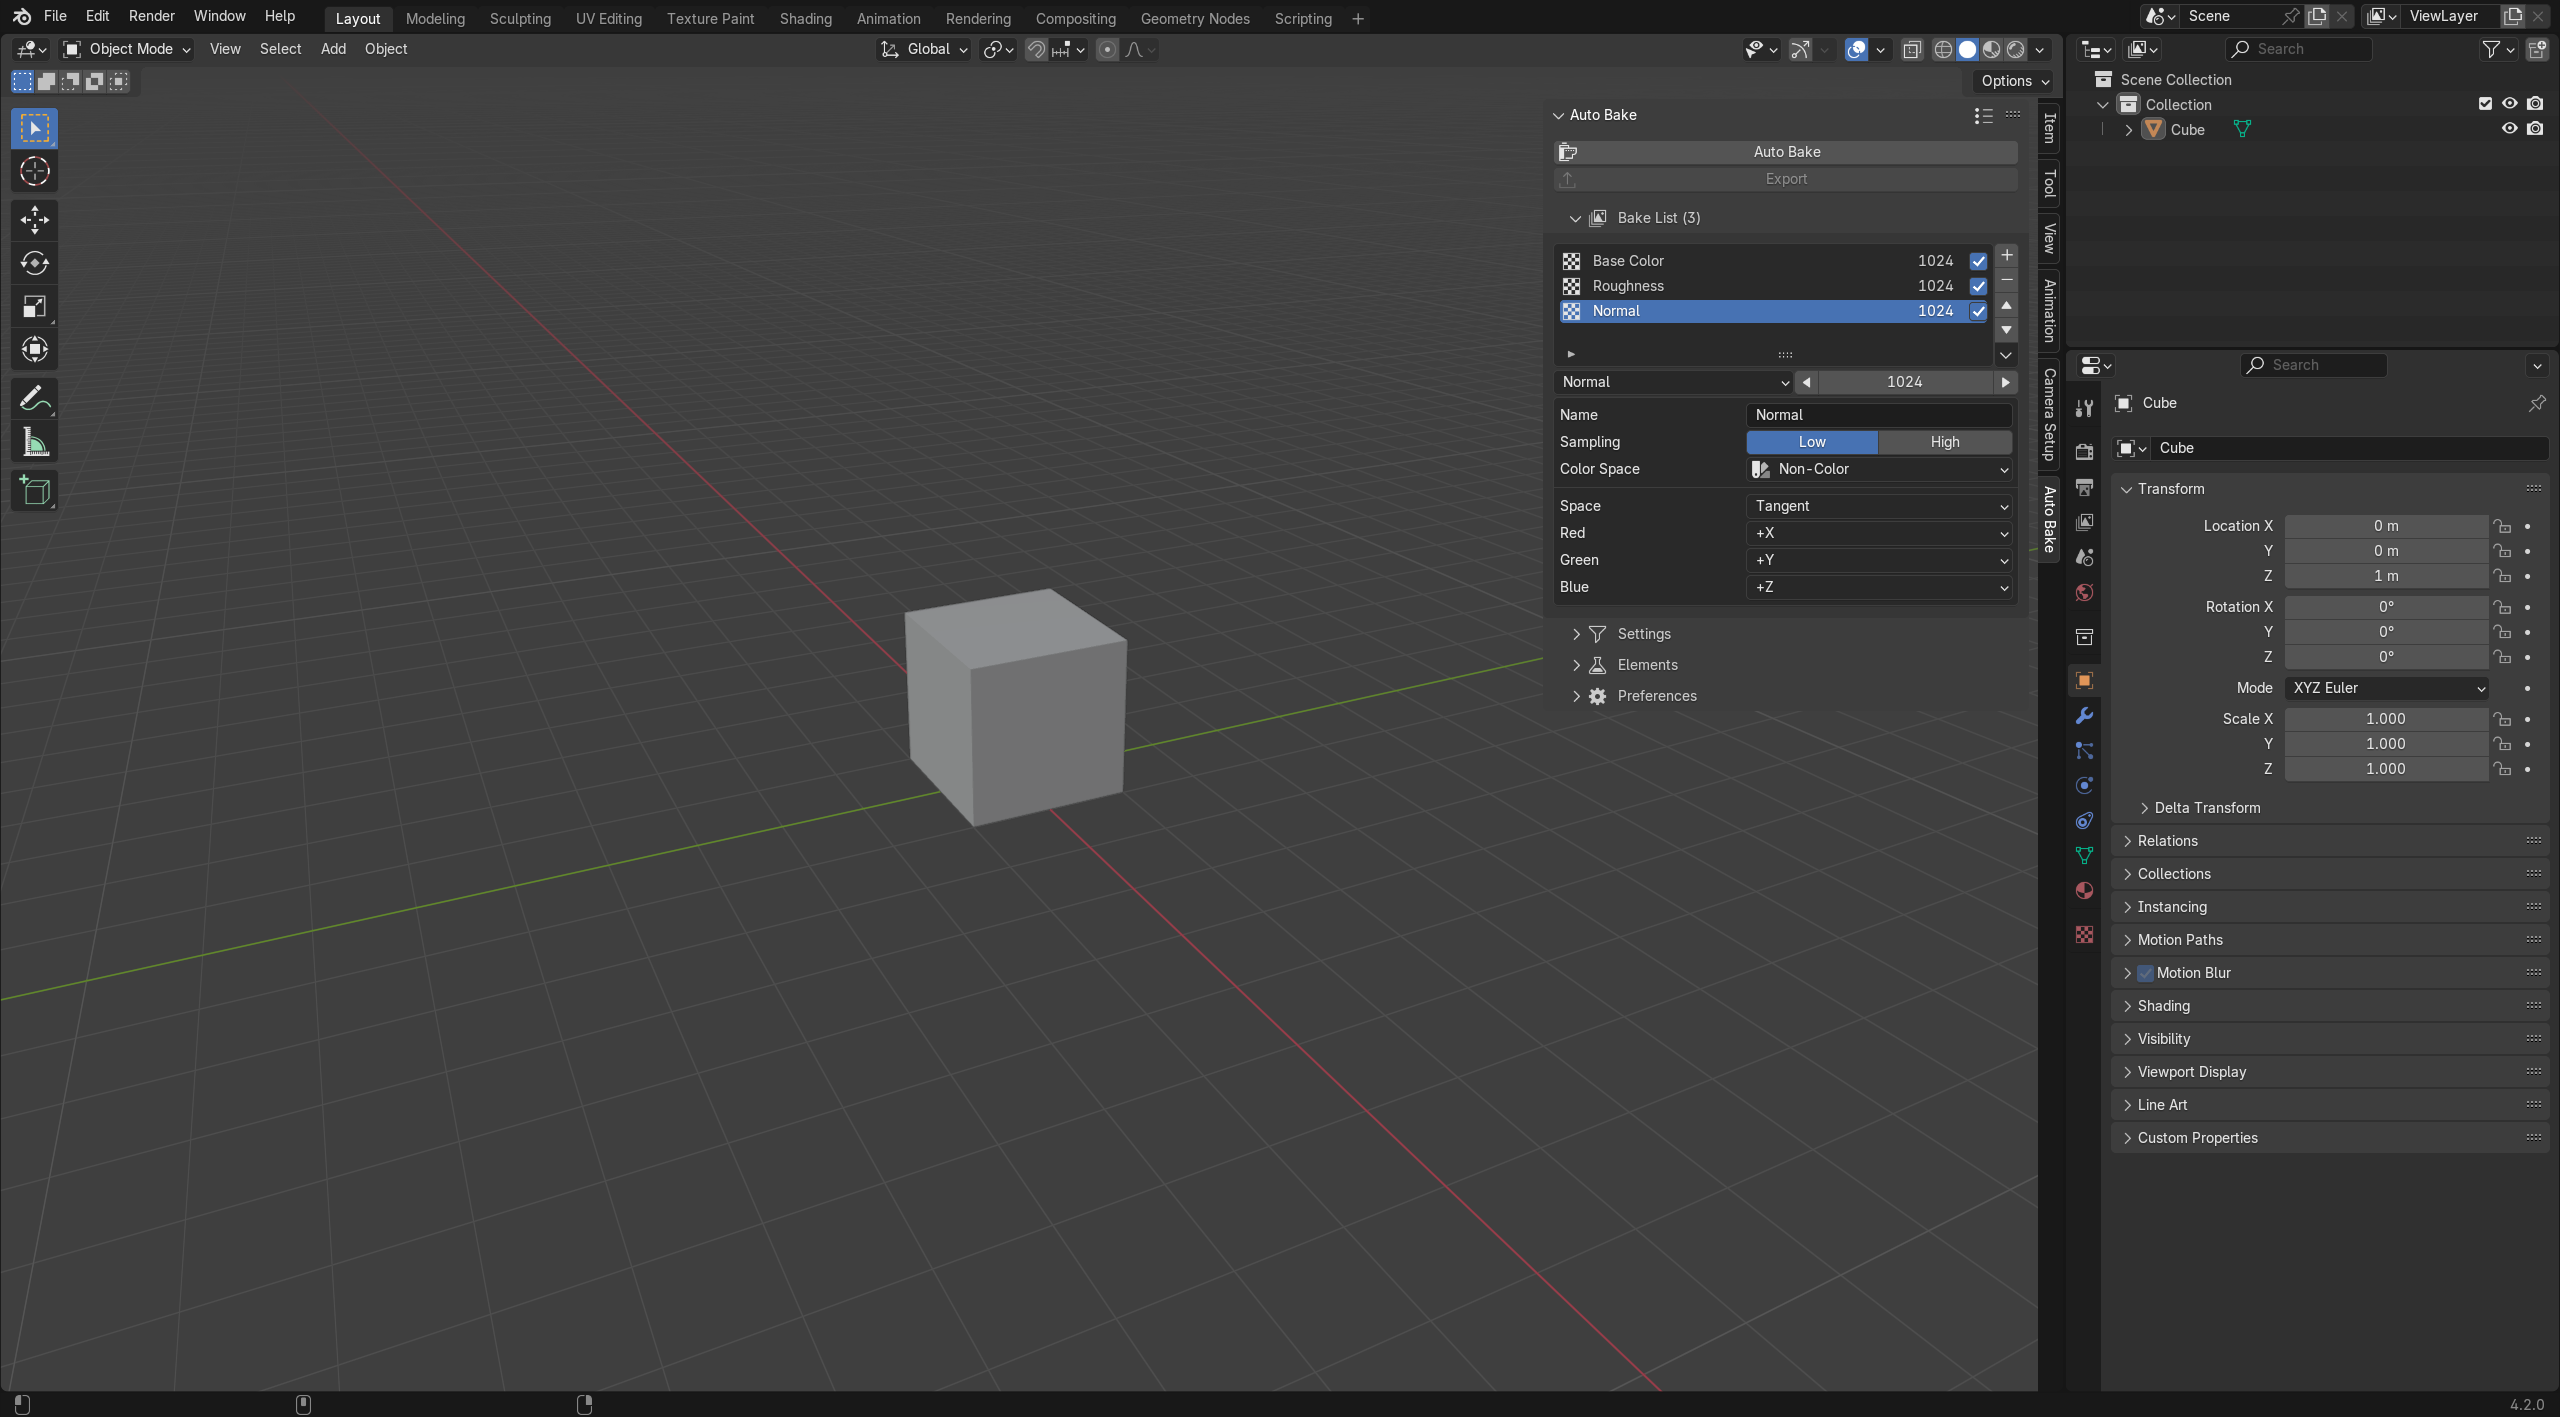 File Edit Render Window Help Layout Modeling Sculpting UV Editing Texture Paint Shading Animation Rendering Compositing Geometry Nodes Scripting + Scene ViewLayer
Object Mode View Select Add Object Global Search
Options
Scene Collection
Collection
Cube
Auto Bake
Auto Bake
Export
Bake List (3)
Base Color 1024
Roughness 1024
Normal 1024
Normal 1024
Name Normal
Sampling Low High
Color Space Non-Color
Space Tangent
Red +X
Green +Y
Blue +Z
Settings
Elements
Preferences
Item
Tool
View
Animation
Camera Setup
Auto Bake
Search
Cube
Cube
Transform
Location X 0 m
Y 0 m
Z 1 m
Rotation X 0°
Y 0°
Z 0°
Mode XYZ Euler
Scale X 1.000
Y 1.000
Z 1.000
Delta Transform
Relations
Collections
Instancing
Motion Paths
Motion Blur
Shading
Visibility
Viewport Display
Line Art
Custom Properties
4.2.0